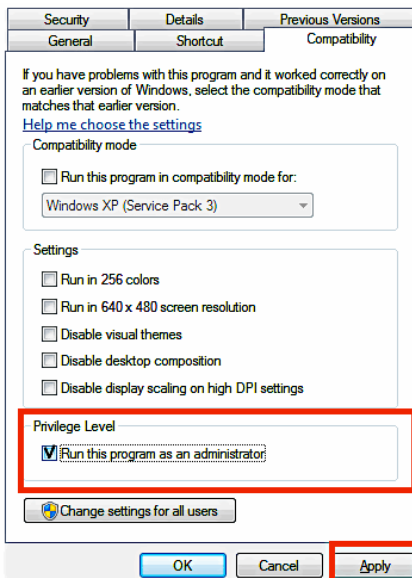 Security
Details
Previous Versions
General
Shortcut
Compatibility
If you have problems with this program and it worked correctly on
an earlier version of Windows, select the compatibility mode that
matches that earlier version.
Help me choose the settings
Compatibility mode
Run this program in compatibility mode for:
Windows XP (Service Pack 3)
Settings
Run in 256 colors
Run in 640 x 480 screen resolution
Disable visual themes
Disable desktop composition
Disable display scaling on high DPI settings
Privilege Level
Run this program as an administrator
Change settings for all users
OK
Cancel
Apply